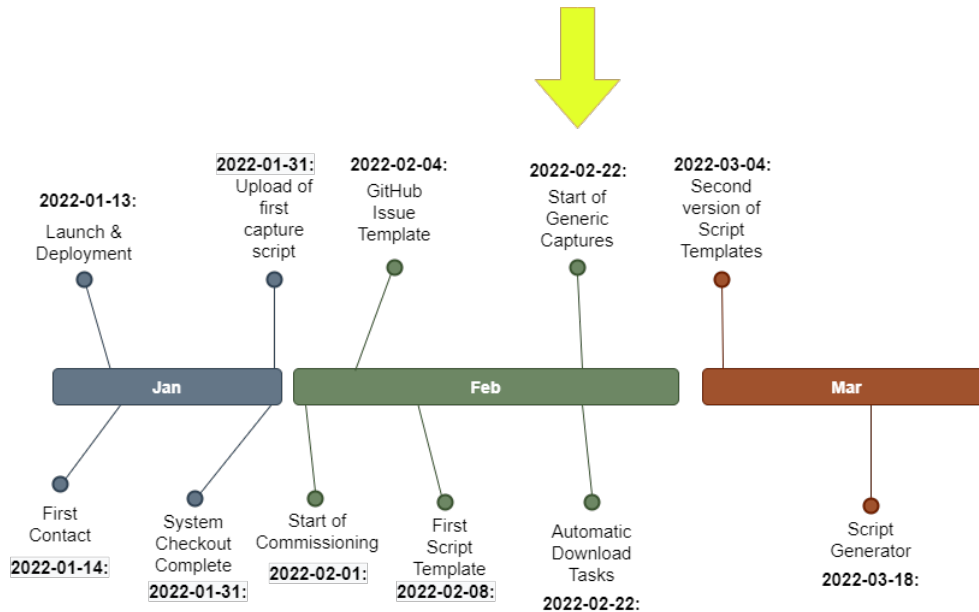 2022-01-13:
Launch &
Deployment
2022-01-31:
Upload of
first
capture
script
2022-02-04:
GitHub
Issue
Template
2022-02-22:
Start of
Generic
Captures
2022-03-04:
Second
version of
Script
Templates
Jan
Feb
Mar
First
Contact
2022-01-14:
System
Checkout
Complete
2022-01-31:
Start of
Commissioning
2022-02-01:
First
Script
Template
2022-02-08:
Automatic
Download
Tasks
2022-02-22:
Script
Generator
2022-03-18: